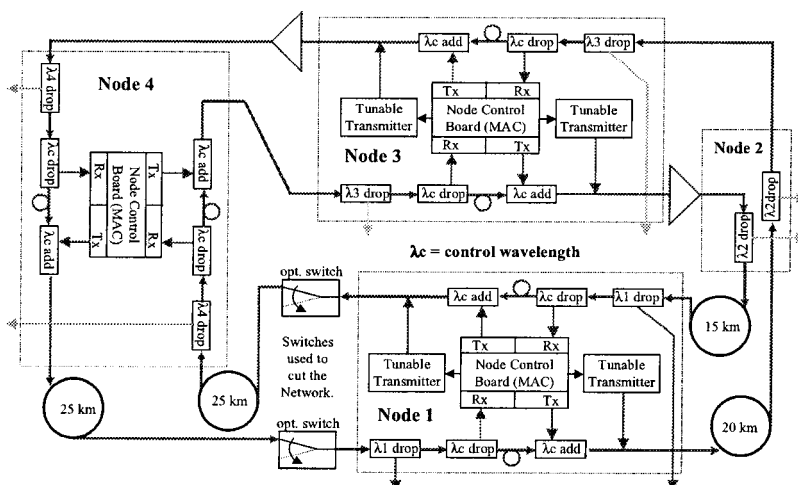 λc add
λc drop
λ3 drop
Node 4
λ4 drop
Tx
Rx
Tunable
Transmitter
Node Control
Board (MAC)
Tunable
Transmitter
Node 3
Rx
Tx
Node 2
λc drop
Rx
Tx
Node Control
Board (MAC)
Tx
Rx
λc add
λc add
λc drop
λ4 drop
λ3 drop
λc drop
λc add
λ2 drop
λ2 drop
λc = control wavelength
opt. switch
λc add
λc drop
λ1 drop
15 km
Switches
used to
cut the
Network.
Tx
Rx
Tunable
Transmitter
Node Control
Board (MAC)
Tunable
Transmitter
Node 1
Rx
Tx
25 km
25 km
opt. switch
20 km
λ1 drop
λc drop
λc add